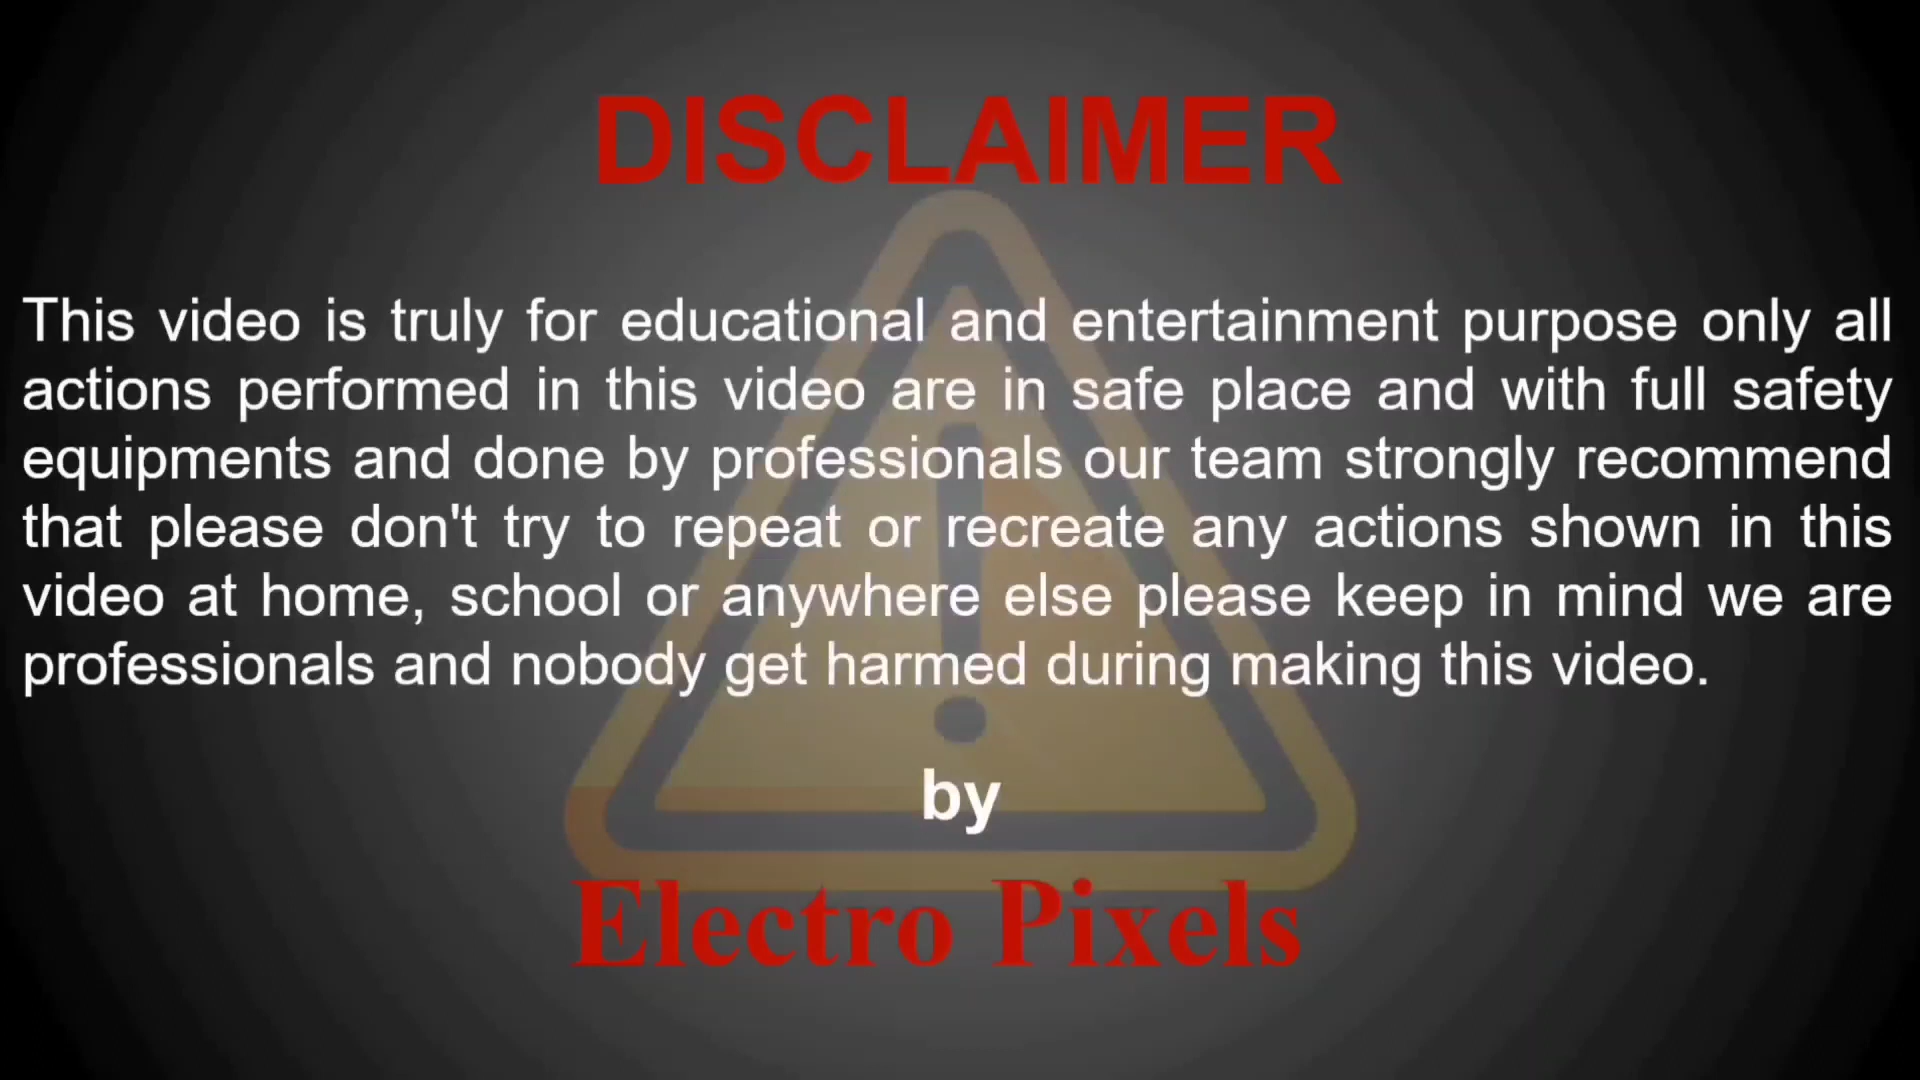 DISCLAIMER
This video is truly for educational and entertainment purpose only all
actions performed in this video are in safe place and with full safety
equipments and done by professionals our team strongly recommend
that please don't try to repeat or recreate any actions shown in this
video at home, school or anywhere else please keep in mind we are
professionals and nobody get harmed during making this video.
by
Electro Pixels